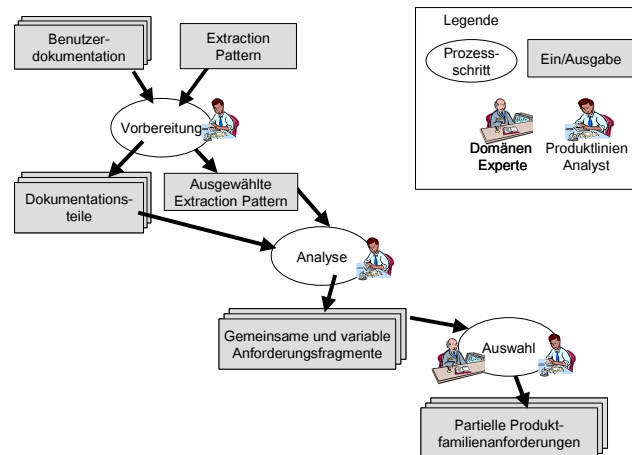 Benutzer-
dokumentation
Extraction
Pattern
Vorbereitung
Dokumentations-
teile
Ausgewählte
Extraction Pattern
Analyse
Gemeinsame und variable
Anforderungsfragmente
Auswahl
Partielle Produkt-
familienanforderungen
Legende
Prozess-
schritt
Ein/Ausgabe
Domänen
Experte
Produktlinien
Analyst